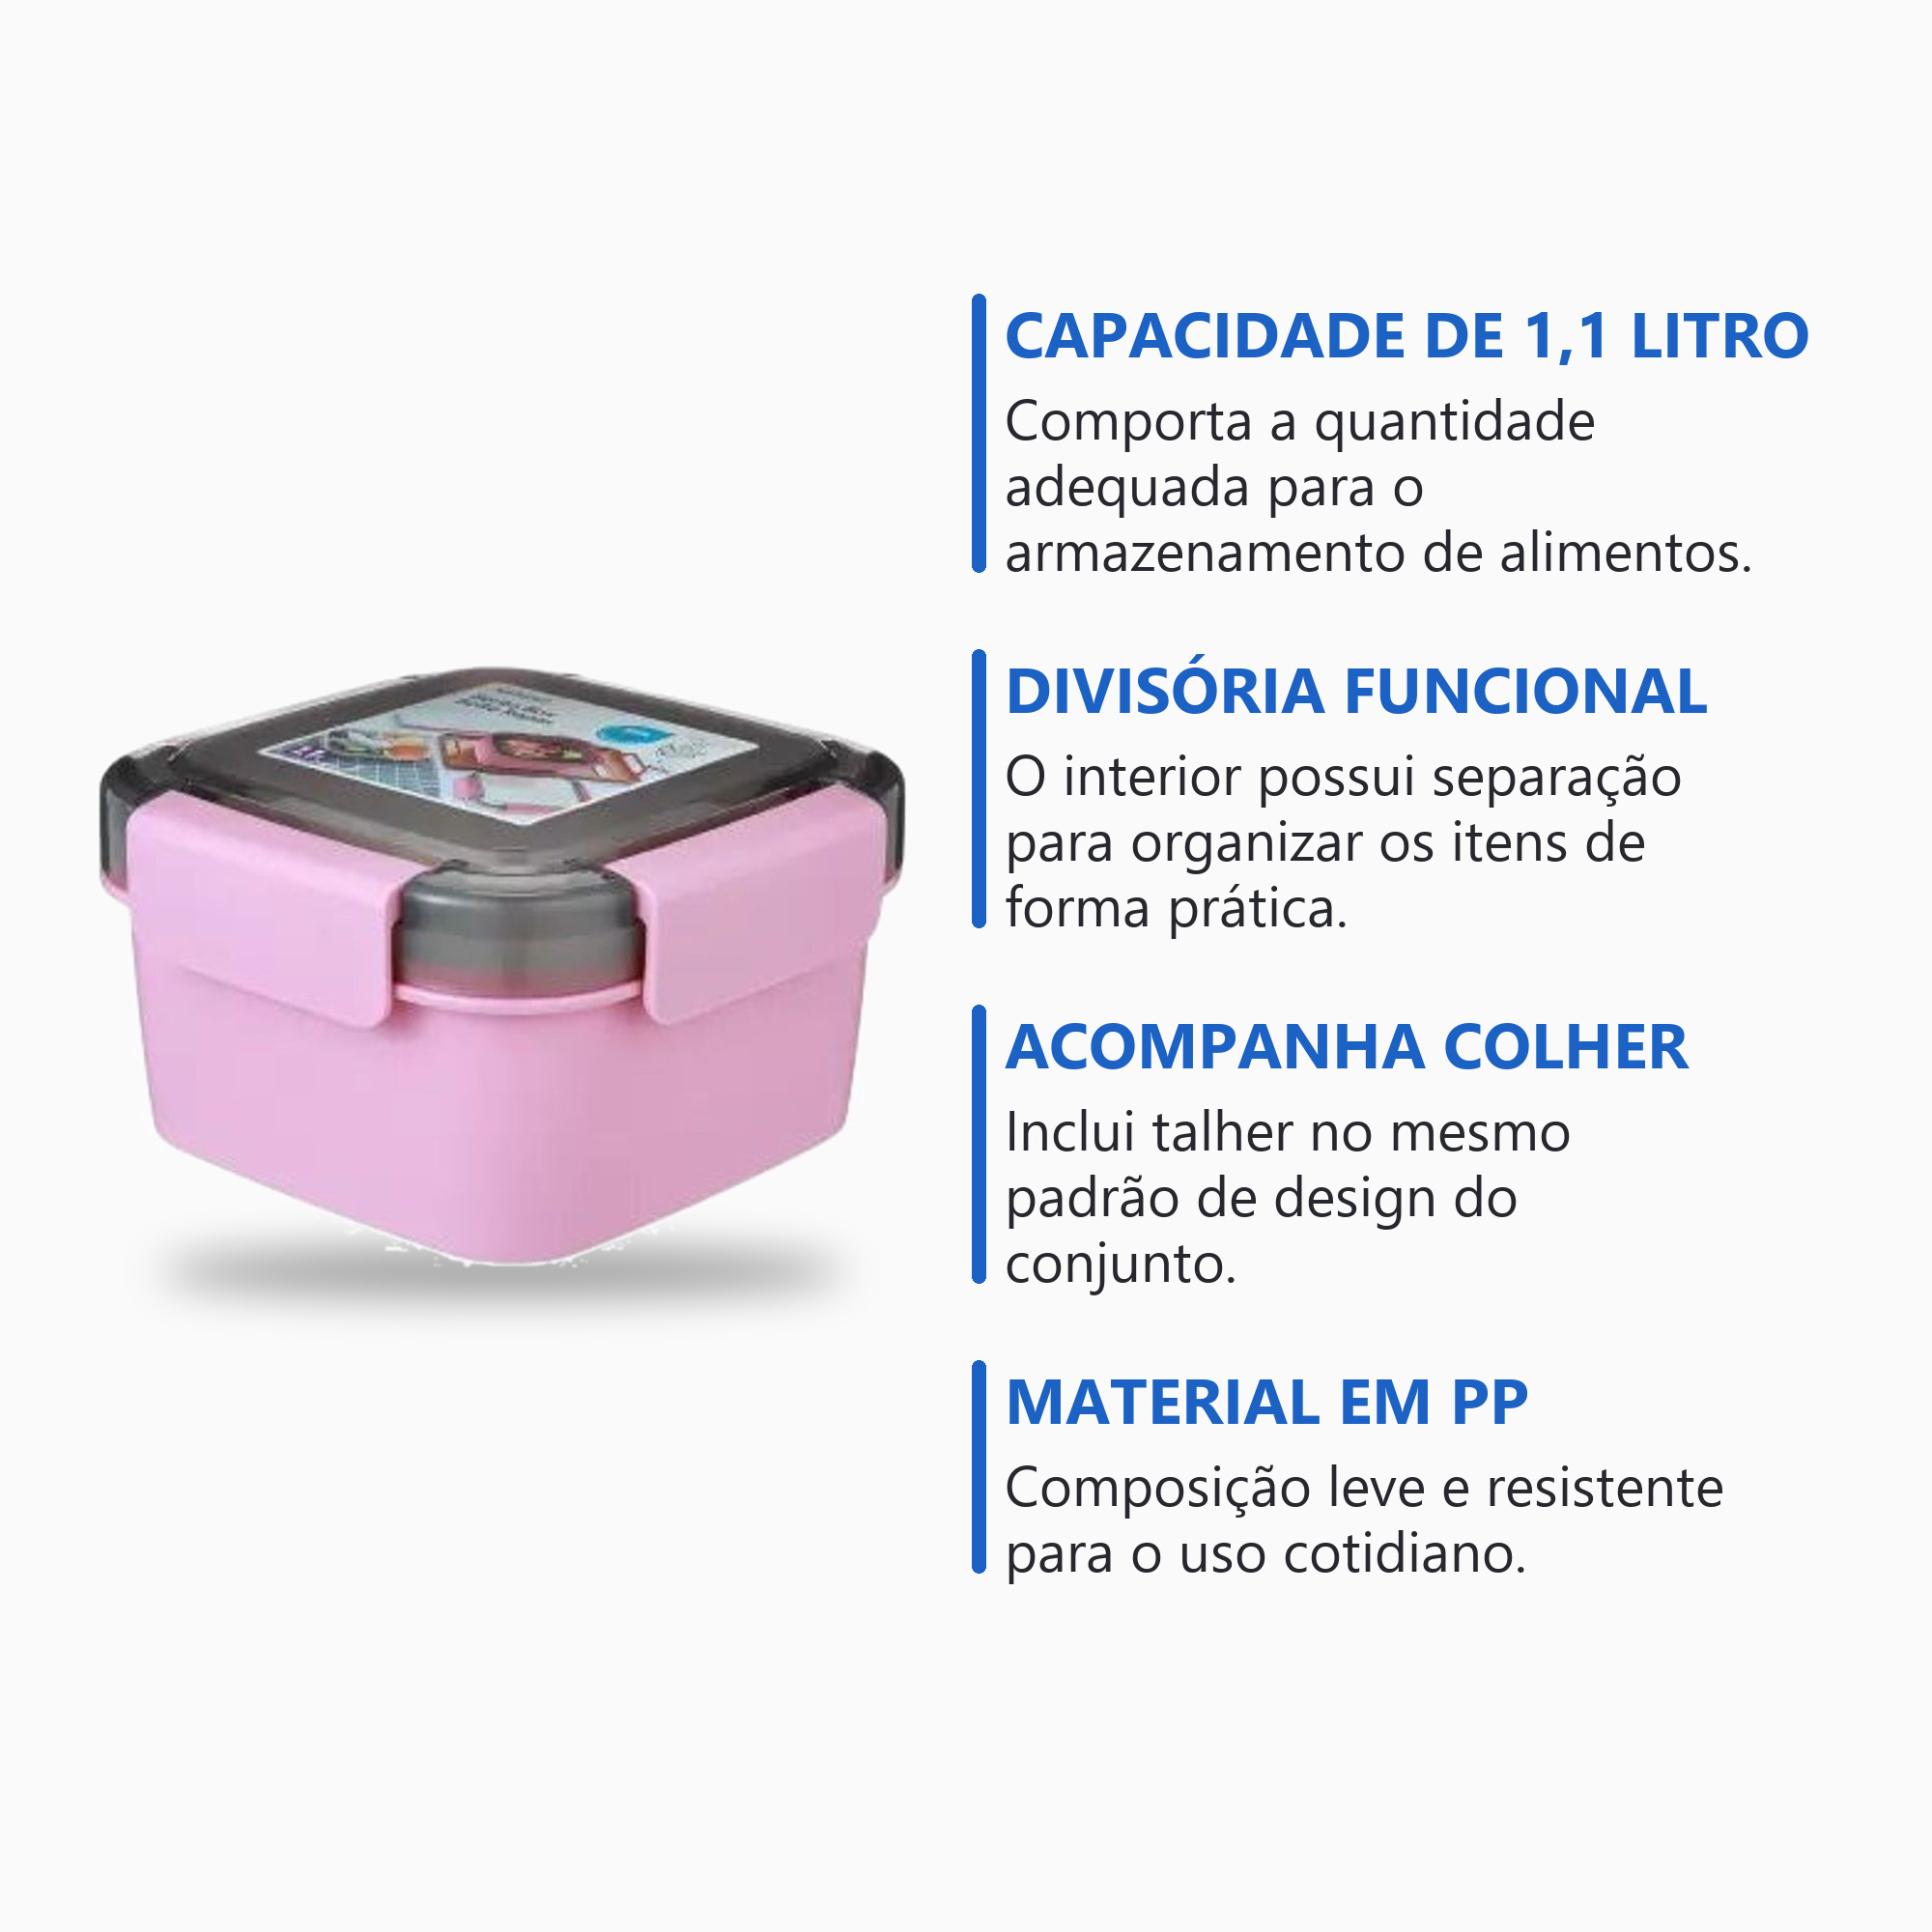 CAPACIDADE DE 1,1 LITRO
Comporta a quantidade
adequada para o
armazenamento de alimentos.
DIVISÓRIA FUNCIONAL
O interior possui separação
para organizar os itens de
forma prática.
ACOMPANHA COLHER
Inclui talher no mesmo
padrão de design do
conjunto.
MATERIAL EM PP
Composição leve e resistente
para o uso cotidiano.